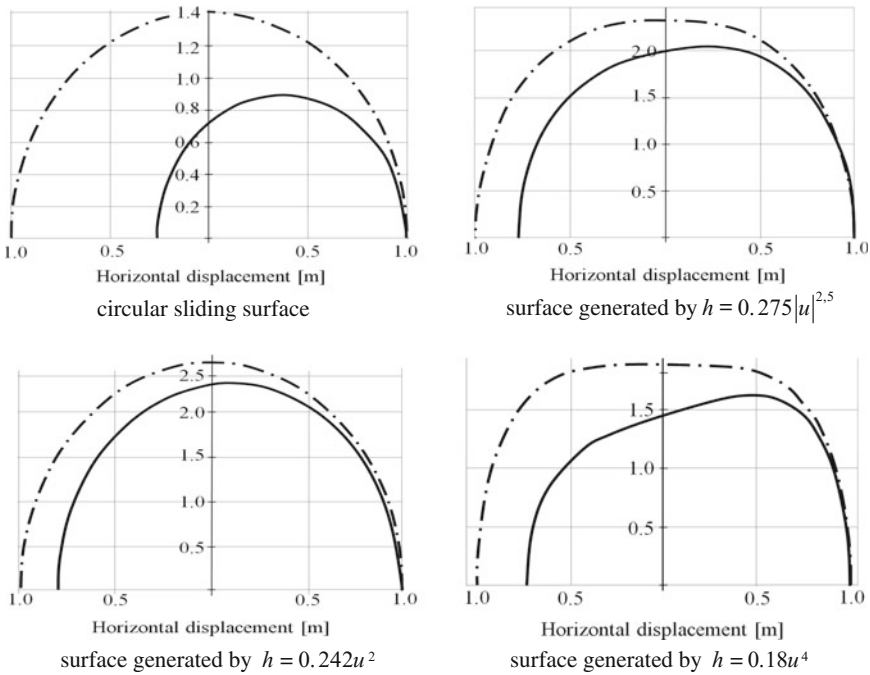 1.4
1.2
1.0
0.8
0.6
0.4
0.2
1.0 0.5 0.5 1.0
Horizontal displacement [m]
circular sliding surface
2.0
1.5
1.0
0.5
1.0 0.5 0.5 1.0
Horizontal displacement [m]
surface generated by h = 0.275|u|^2,5
2.5
2.0
1.5
1.0
0.5
1.0 0.5 0.5 1.0
Horizontal displacement [m]
surface generated by h = 0.242u²
1.5
1.0
0.5
1.0 0.5 0.5 1.0
Horizontal displacement [m]
surface generated by h = 0.18u⁴